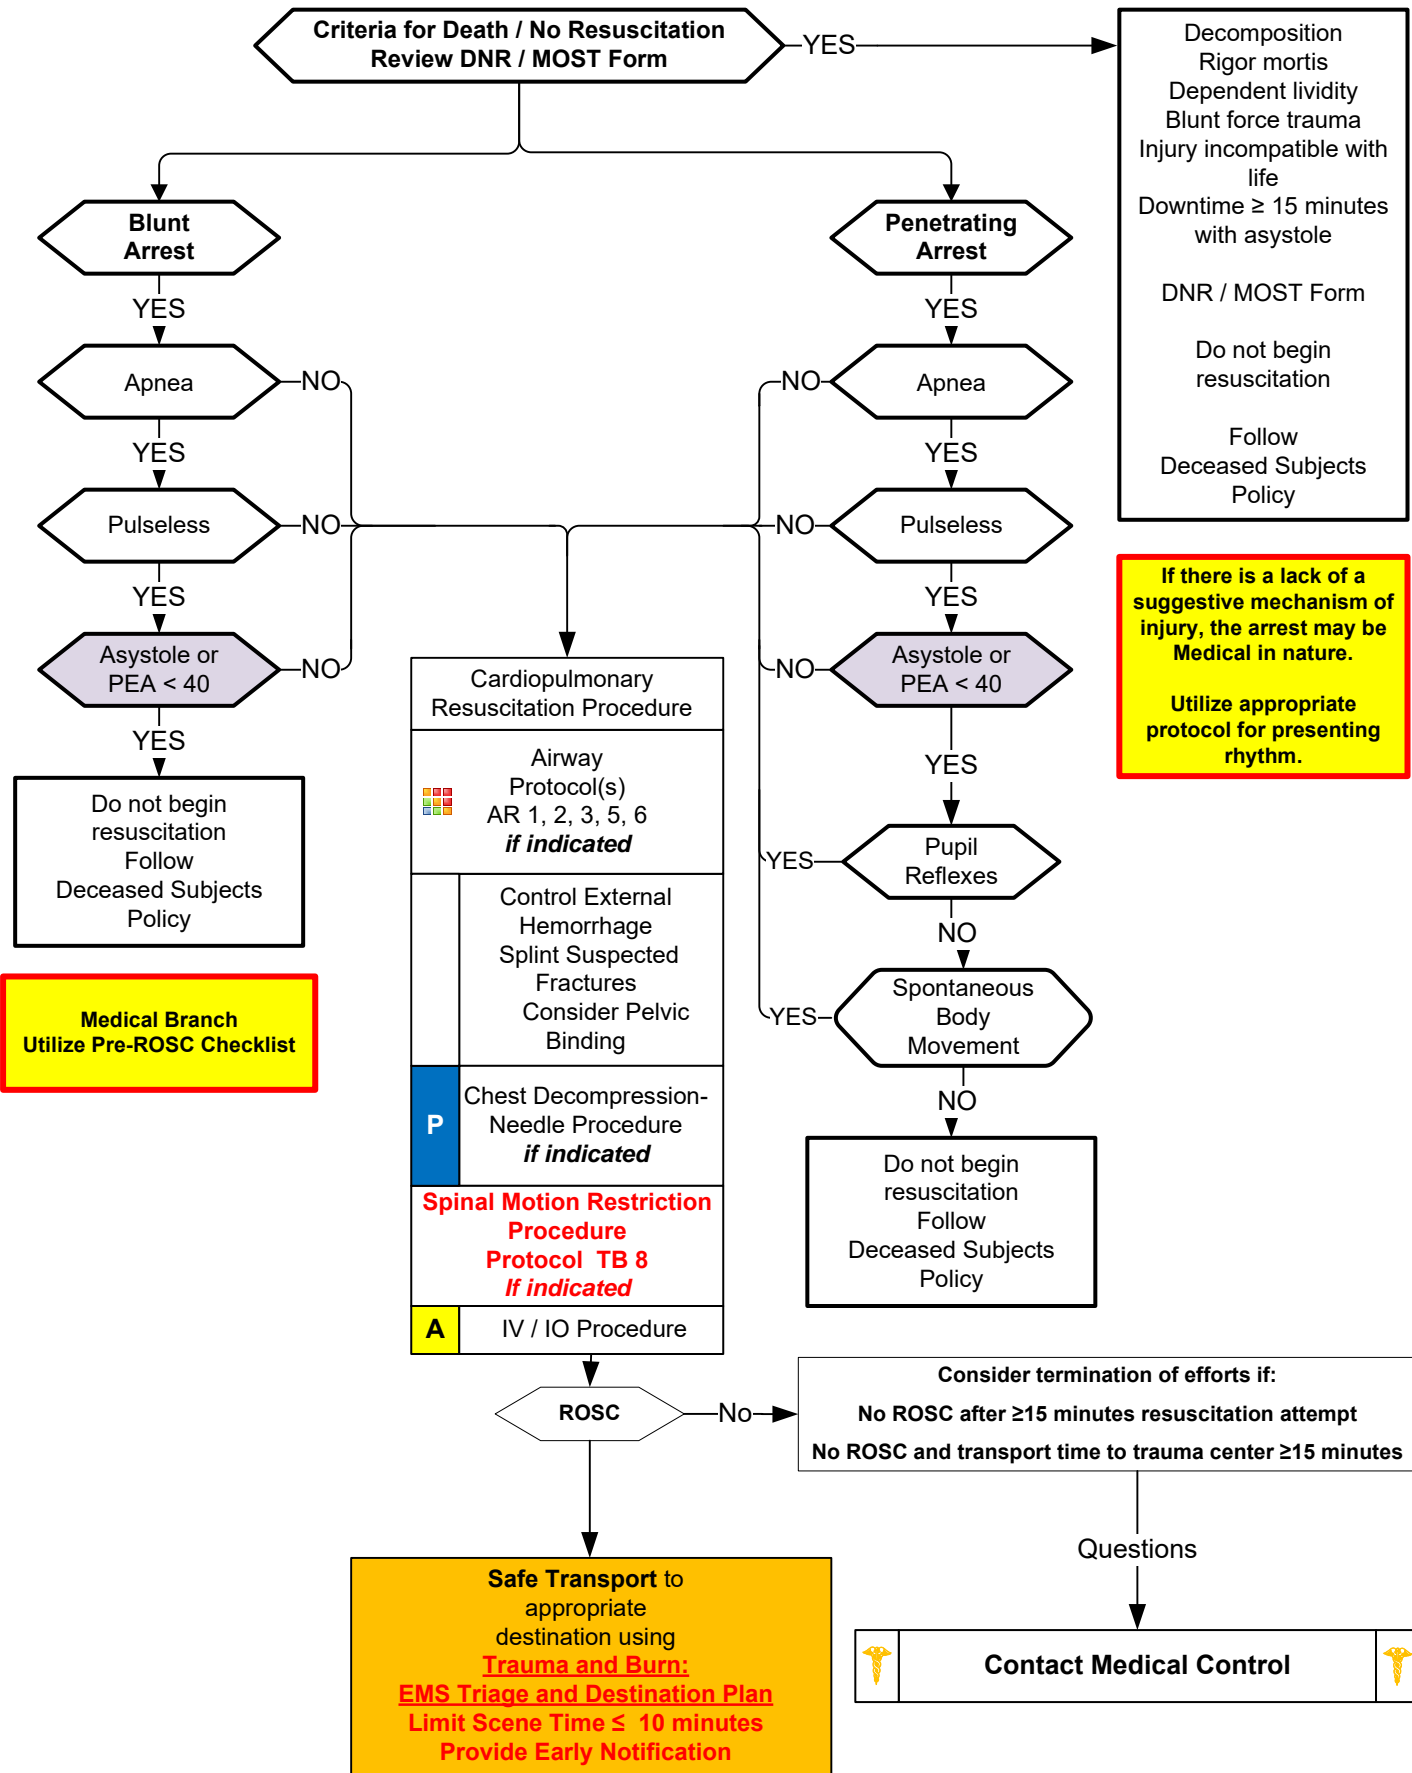 Criteria for Death / No Resuscitation
Review DNR / MOST Form
YES
Decomposition
Rigor mortis
Dependent lividity
Blunt force trauma
Injury incompatible with
life
Downtime ≥ 15 minutes
with asystole
DNR / MOST Form
Do not begin
resuscitation
Follow
Deceased Subjects
Policy
Blunt
Arrest
YES
Apnea
NO
YES
Pulseless
NO
YES
Asystole or
PEA < 40
NO
YES
Do not begin
resuscitation
Follow
Deceased Subjects
Policy
Medical Branch
Utilize Pre-ROSC Checklist
Penetrating
Arrest
YES
Apnea
NO
YES
Pulseless
NO
YES
Asystole or
PEA < 40
NO
YES
Pupil
Reflexes
YES
NO
Spontaneous
Body
Movement
YES
NO
Do not begin
resuscitation
Follow
Deceased Subjects
Policy
If there is a lack of a
suggestive mechanism of
injury, the arrest may be
Medical in nature.
Utilize appropriate
protocol for presenting
rhythm.
Cardiopulmonary
Resuscitation Procedure
Airway
Protocol(s)
AR 1, 2, 3, 5, 6
if indicated
Control External
Hemorrhage
Splint Suspected
Fractures
Consider Pelvic
Binding
P
Chest Decompression-
Needle Procedure
if indicated
Spinal Motion Restriction
Procedure
Protocol TB 8
If indicated
A
IV / IO Procedure
ROSC
No
Consider termination of efforts if:
No ROSC after ≥15 minutes resuscitation attempt
No ROSC and transport time to trauma center ≥15 minutes
Questions
Contact Medical Control
Safe Transport to
appropriate
destination using
Trauma and Burn:
EMS Triage and Destination Plan
Limit Scene Time ≤ 10 minutes
Provide Early Notification